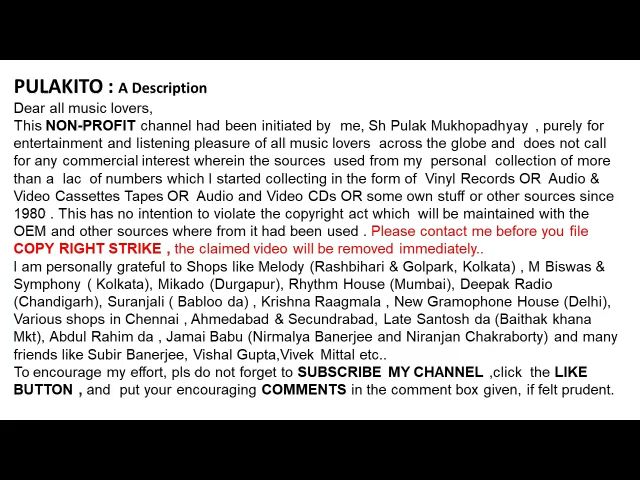 PULAKITO : A Description
Dear all music lovers,
This NON-PROFIT channel had been initiated by me, Sh Pulak Mukhopadhyay , purely for
entertainment and listening pleasure of all music lovers across the globe and does not call
for any commercial interest wherein the sources used from my personal collection of more
than a lac of numbers which I started collecting in the form of Vinyl Records OR Audio &
Video Cassettes Tapes OR Audio and Video CDs OR some own stuff or other sources since
1980 . This has no intention to violate the copyright act which will be maintained with the
OEM and other sources where from it had been used . Please contact me before you file
COPY RIGHT STRIKE , the claimed video will be removed immediately..
I am personally grateful to Shops like Melody (Rashbihari & Golpark, Kolkata) , M Biswas &
Symphony ( Kolkata), Mikado (Durgapur), Rhythm House (Mumbai), Deepak Radio
(Chandigarh), Suranjali ( Babloo da) , Krishna Raagmala , New Gramophone House (Delhi),
Various shops in Chennai , Ahmedabad & Secundrabad, Late Santosh da (Baithak khana
Mkt), Abdul Rahim da , Jamai Babu (Nirmalya Banerjee and Niranjan Chakraborty) and many
friends like Subir Banerjee, Vishal Gupta,Vivek Mittal etc..
To encourage my effort, pls do not forget to SUBSCRIBE MY CHANNEL ,click the LIKE
BUTTON , and put your encouraging COMMENTS in the comment box given, if felt prudent.